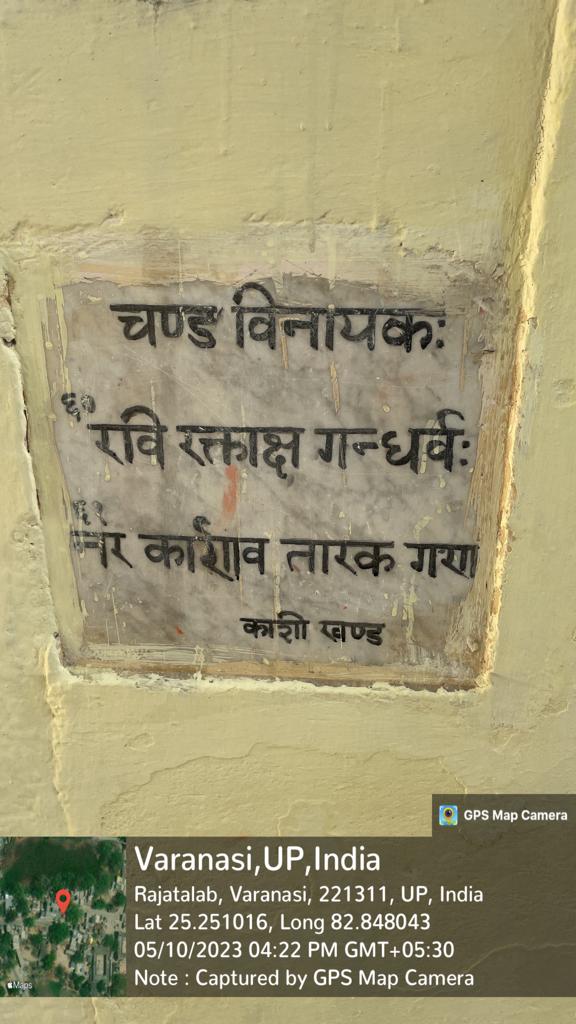 चण्ड विनायकः
६० रवि रक्ताक्ष गन्धर्वः
६१
नर कार्णाव तारक गण
काशी खण्ड
GPS Map Camera
Varanasi,UP,India
Rajatalab, Varanasi, 221311, UP, India
Lat 25.251016, Long 82.848043
05/10/2023 04:22 PM GMT+05:30
Note : Captured by GPS Map Camera
Maps